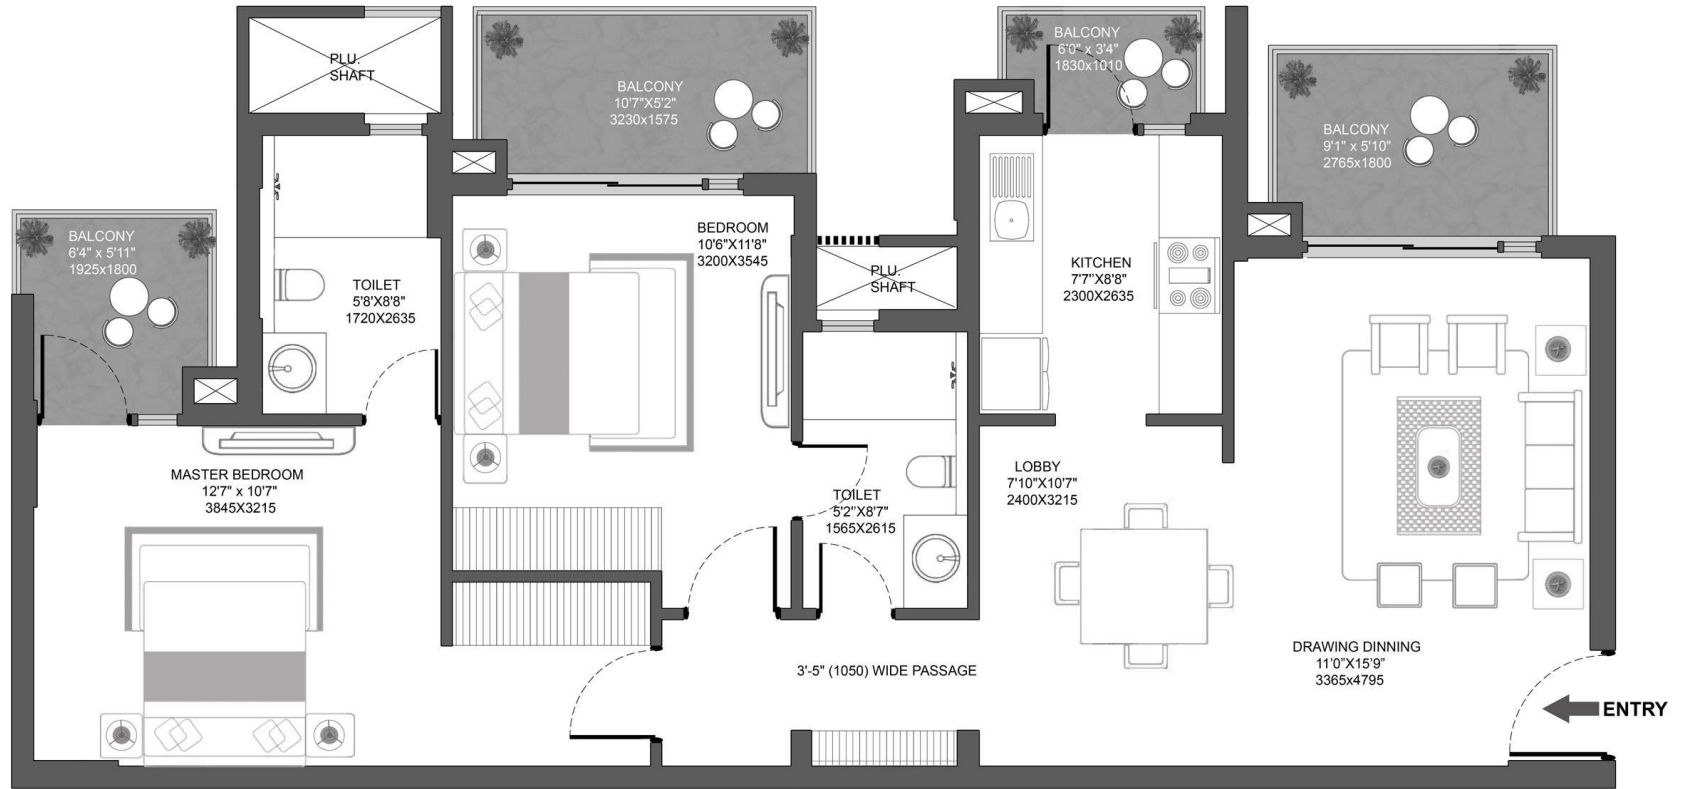 PLU.
SHAFT
BALCONY
10'7"X5'2"
3230x1575
BALCONY
6'0" x 3'4"
1830x1010
BALCONY
9'1" x 5'10"
2765x1800
BALCONY
6'4" x 5'11"
1925x1800
TOILET
5'8'X8'8"
1720X2635
BEDROOM
10'6"X11'8"
3200X3545
PLU.
SHAFT
KITCHEN
7'7"X8'8"
2300X2635
MASTER BEDROOM
12'7" x 10'7"
3845X3215
TOILET
5'2"X8'7"
1565X2615
LOBBY
7'10"X10'7"
2400X3215
3'-5" (1050) WIDE PASSAGE
DRAWING DINNING
11'0"X15'9"
3365x4795
ENTRY